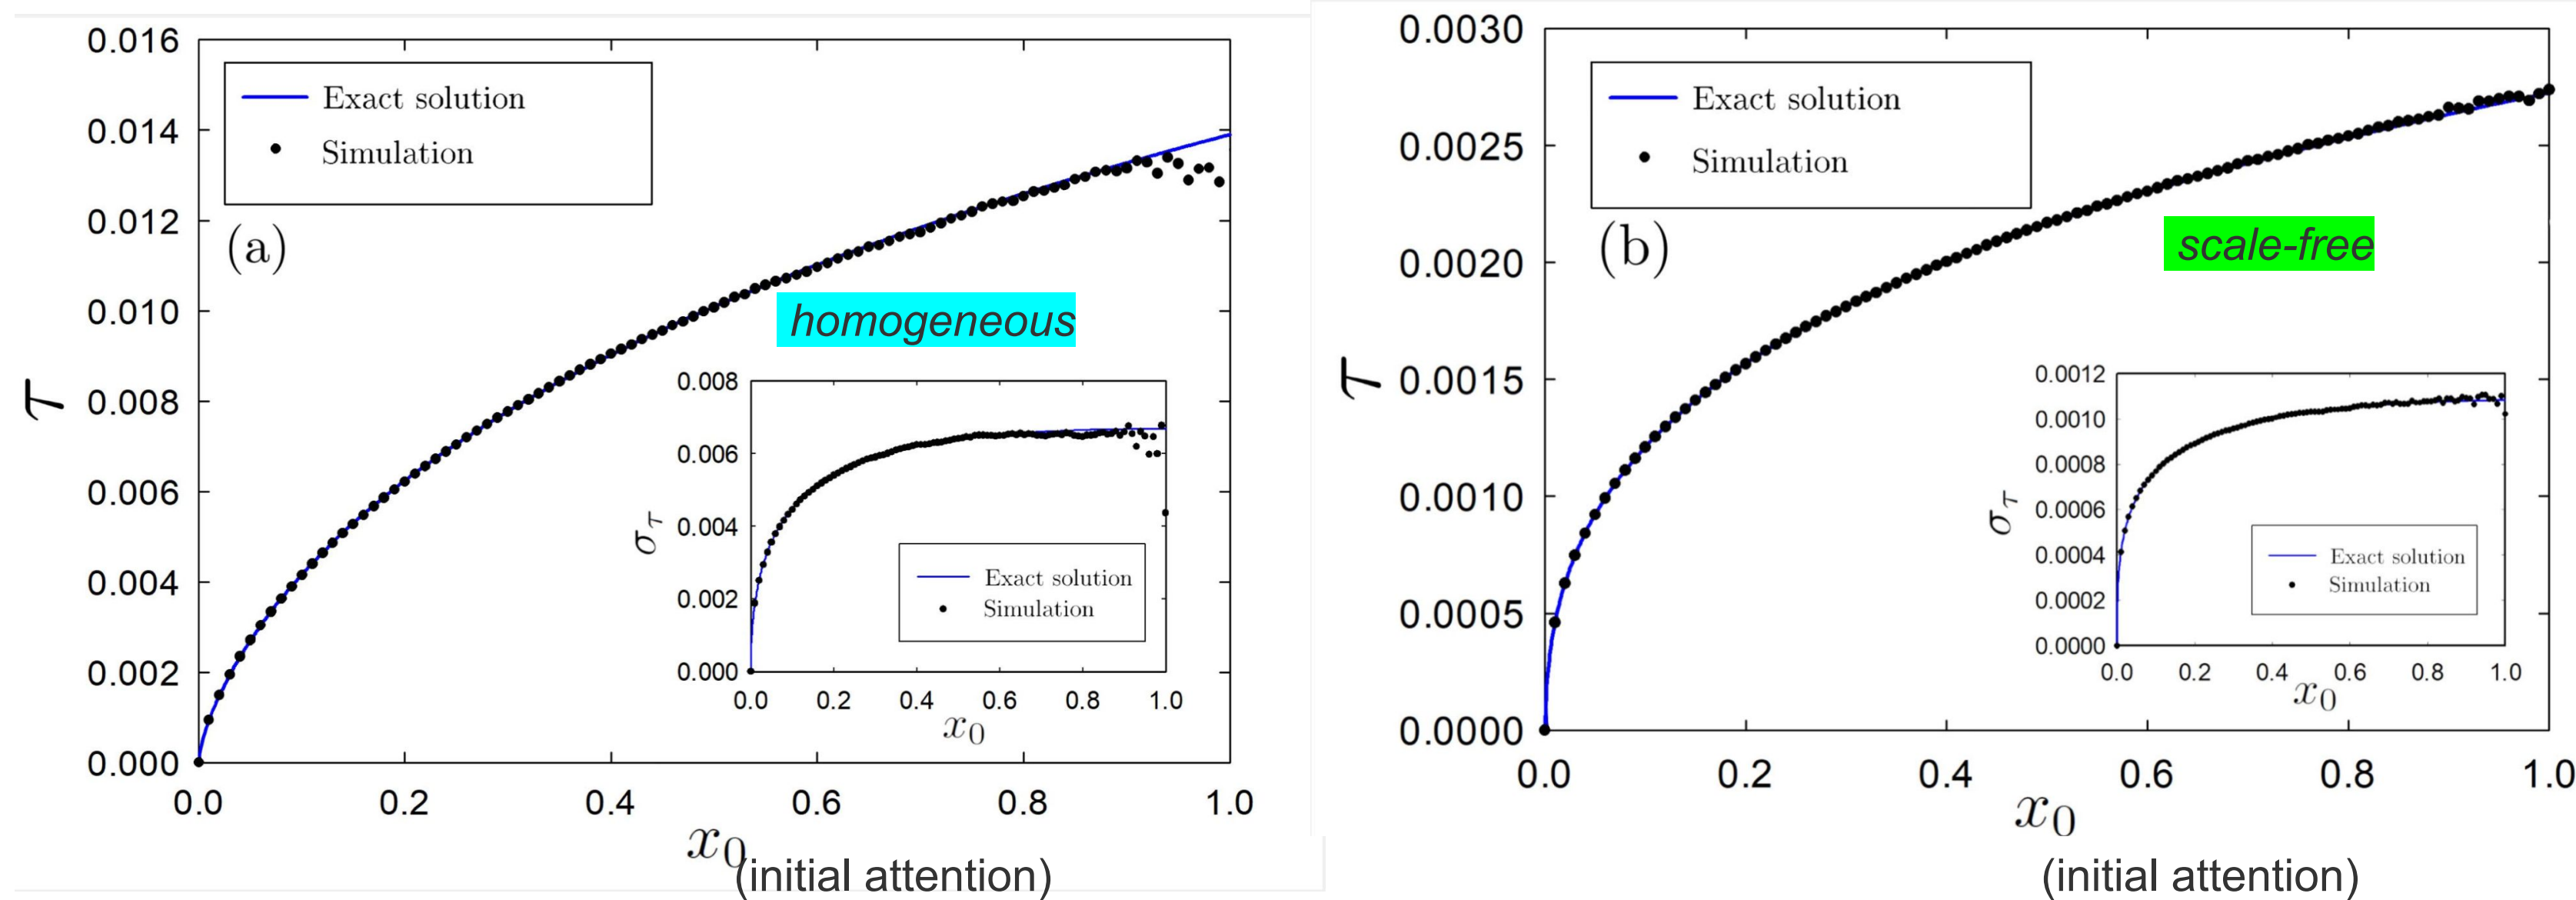 0.016
0.014
0.012
0.010
0.008
0.006
0.004
0.002
0.000
τ
Exact solution
Simulation
(a)
homogeneous
0.008
0.006
0.004
0.002
0.000
σ_τ
Exact solution
Simulation
0.0 0.2 0.4 0.6 0.8 1.0
x₀
0.0 0.2 0.4 0.6 0.8 1.0
x₀
(initial attention)
0.0030
0.0025
0.0020
0.0015
0.0010
0.0005
0.0000
τ
Exact solution
Simulation
(b)
scale-free
0.0012
0.0010
0.0008
0.0006
0.0004
0.0002
0.0000
σ_τ
Exact solution
Simulation
0.0 0.2 0.4 0.6 0.8 1.0
x₀
0.0 0.2 0.4 0.6 0.8 1.0
x₀
(initial attention)